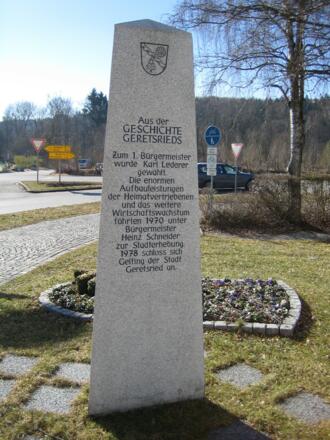 Aus der
GESCHICHTE
GERETSRIEDS
Zum 1. Bürgermeister
wurde Karl Lederer
gewählt.
Die enormen
Aufbauleistungen
der Heimatvertriebenen
und das weitere
Wirtschaftswachstum
führten 1970 unter
Bürgermeister
Heinz Schneider
zur Stadterhebung.
1978 schloss sich
Gelting der Stadt
Geretsried an.